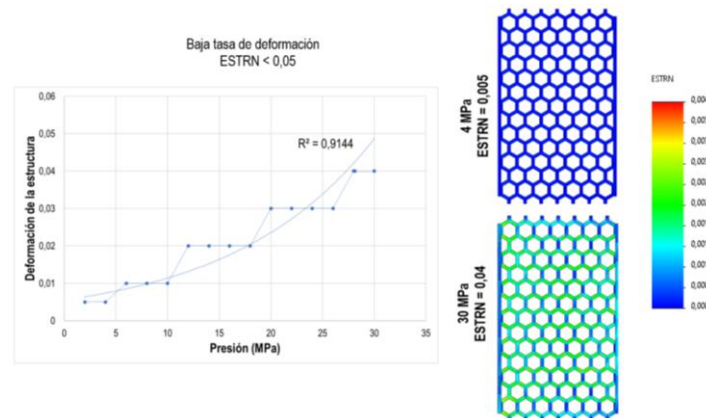 Baja tasa de deformación
ESTRN < 0,05
0,06
0,05
0,04
0,03
0,02
0,01
0
R² = 0,9144
0
5
10
15
20
25
30
35
Deformación de la estructura
Presión (MPa)
4 MPa
ESTRN = 0,005
30 MPa
ESTRN = 0,04
ESTRN